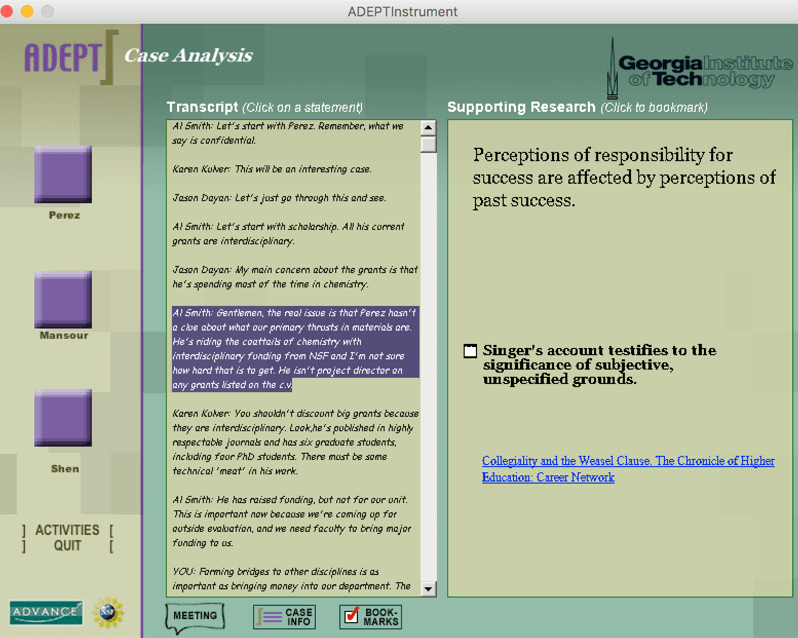 ADEPTInstrument
ADEPT
Case Analysis
GeorgiaInstitute
of Technology
Transcript (Click on a statement)
Supporting Research (Click to bookmark)
Perez
Mansour
Shen
] ACTIVITIES [
] QUIT [
ADVANCE
NSF
Al Smith: Let's start with Perez. Remember, what we
say is confidential.
Karen Kulver: This will be an interesting case.
Jason Dayan: Let's just go through this and see.
Al Smith: Let's start with scholarship. All his current
grants are interdisciplinary.
Jason Dayan: My main concern about the grants is that
he's spending most of the time in chemistry.
Al Smith: Gentlemen, the real issue is that Perez hasn't
a clue about what our primary thrusts in materials are.
He's riding the coattails of chemistry with
interdisciplinary funding from NSF and I'm not sure
how hard that is to get. He isn't project director on
any grants listed on the c.v.
Karen Kulver: You shouldn't discount big grants because
they are interdisciplinary. Look,he's published in highly
respectable journals and has six graduate students,
including four PhD students. There must be some
technical 'meat' in his work.
Al Smith: He has raised funding, but not for our unit.
This is important now because we're coming up for
outside evaluation, and we need faculty to bring major
funding to us.
YOU: Forming bridges to other disciplines is as
important as bringing money into our department. The
Perceptions of responsibility for
success are affected by perceptions of
past success.
Singer's account testifies to the
significance of subjective,
unspecified grounds.
Collegiality and the Weasel Clause. The Chronicle of Higher
Education: Career Network
MEETING
CASE
INFO
BOOK-
MARKS